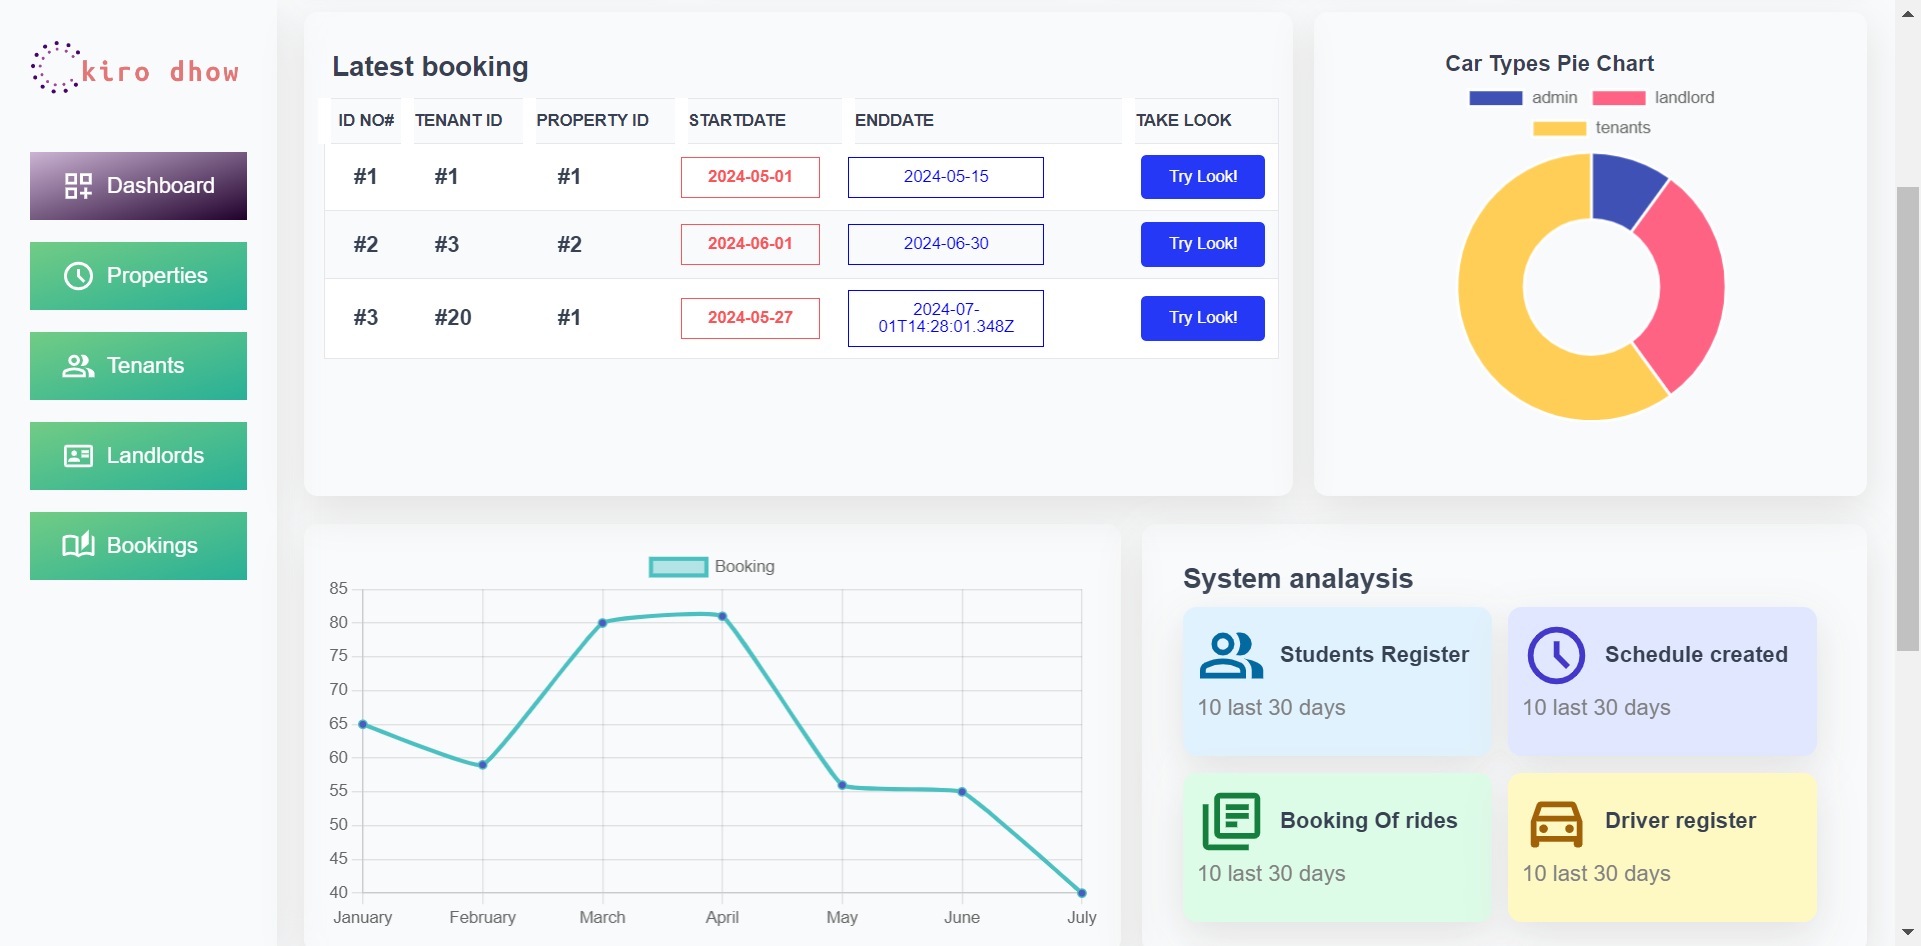 kiro dhow
Dashboard
Properties
Tenants
Landlords
Bookings
Latest booking
ID NO# TENANT ID PROPERTY ID STARTDATE ENDDATE TAKE LOOK
#1 #1 #1 2024-05-01 2024-05-15 Try Look!
#2 #3 #2 2024-06-01 2024-06-30 Try Look!
#3 #20 #1 2024-05-27 2024-07-
01T14:28:01.348Z Try Look!
Car Types Pie Chart
admin landlord
tenants
Booking
85
80
75
70
65
60
55
50
45
40
January February March April May June July
System analaysis
Students Register
10 last 30 days
Schedule created
10 last 30 days
Booking Of rides
10 last 30 days
Driver register
10 last 30 days